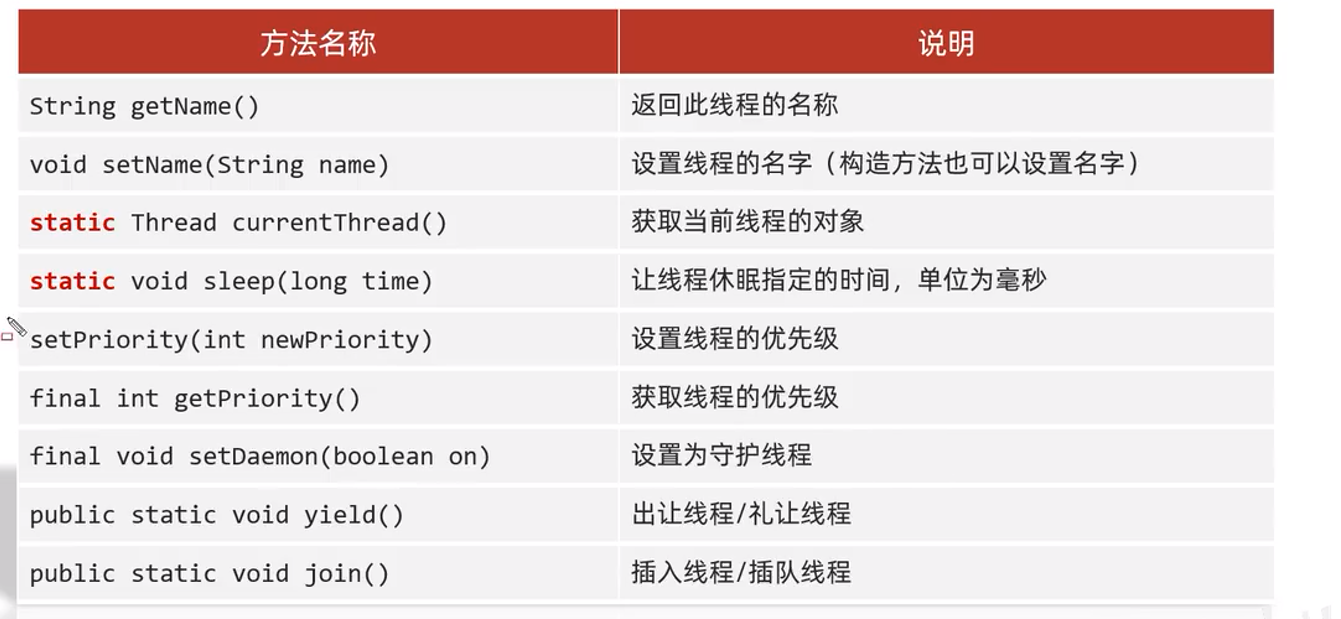 方法名称 说明
String getName() 返回此线程的名称
void setName(String name) 设置线程的名字（构造方法也可以设置名字）
static Thread currentThread() 获取当前线程的对象
static void sleep(long time) 让线程休眠指定的时间，单位为毫秒
setPriority(int newPriority) 设置线程的优先级
final int getPriority() 获取线程的优先级
final void setDaemon(boolean on) 设置为守护线程
public static void yield() 出让线程/礼让线程
public static void join() 插入线程/插队线程